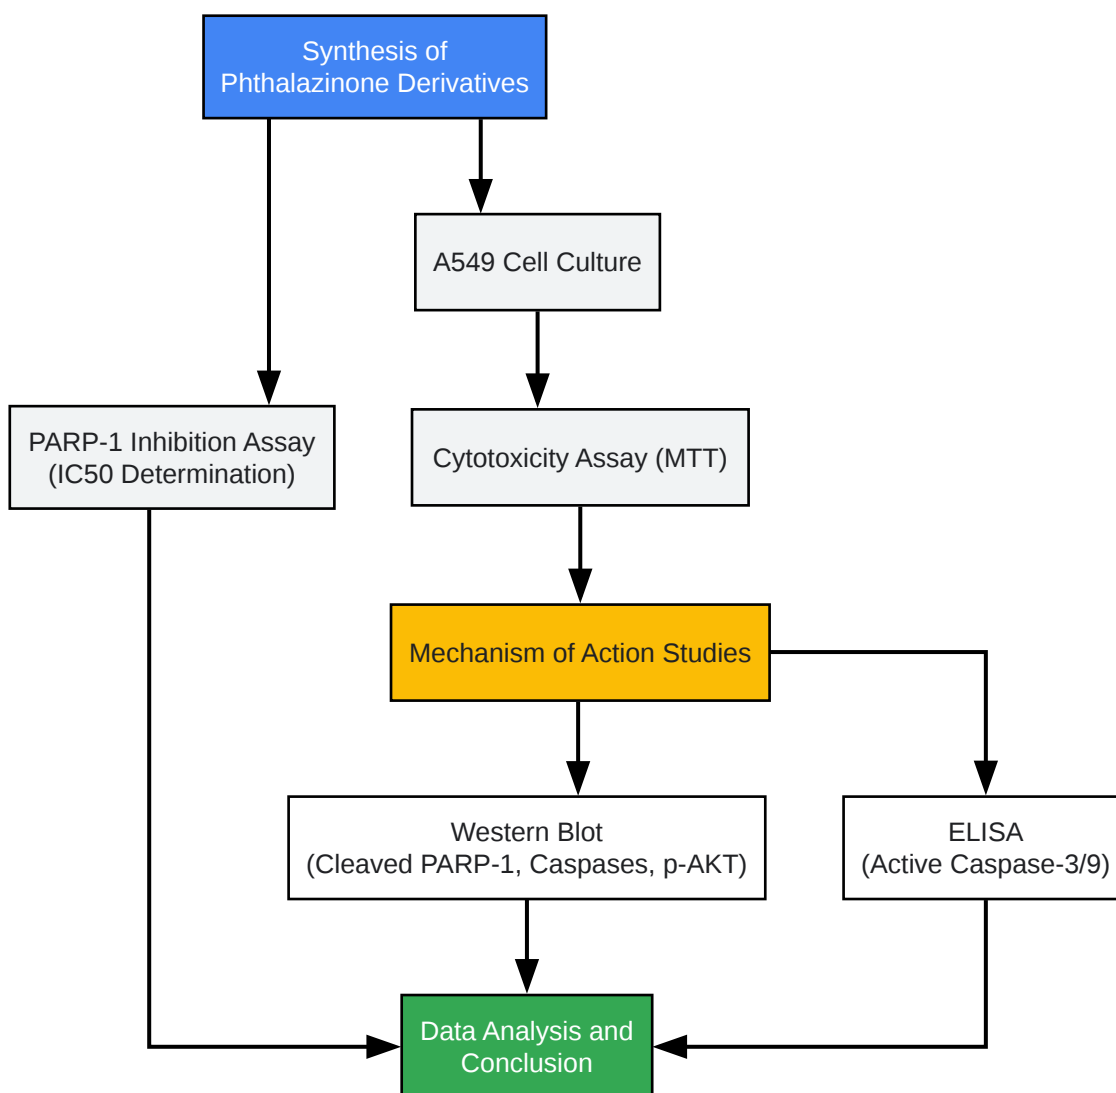 Synthesis of
Phthalazinone Derivatives
A549 Cell Culture
PARP-1 Inhibition Assay
(IC50 Determination)
Cytotoxicity Assay (MTT)
Mechanism of Action Studies
Western Blot
(Cleaved PARP-1, Caspases, p-AKT)
ELISA
(Active Caspase-3/9)
Data Analysis and
Conclusion